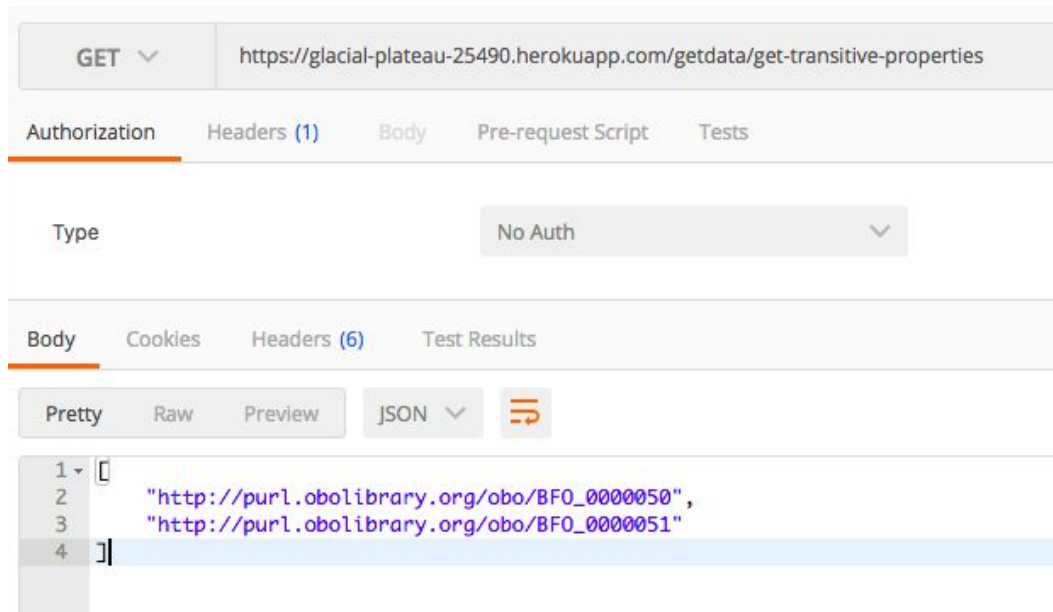 GET https://glacial-plateau-25490.herokuapp.com/getdata/get-transitive-properties
Authorization Headers (1) Body Pre-request Script Tests
Type No Auth
Body Cookies Headers (6) Test Results
Pretty Raw Preview JSON
1 [
2 "http://purl.obolibrary.org/obo/BFO_0000050",
3 "http://purl.obolibrary.org/obo/BFO_0000051"
4 ]